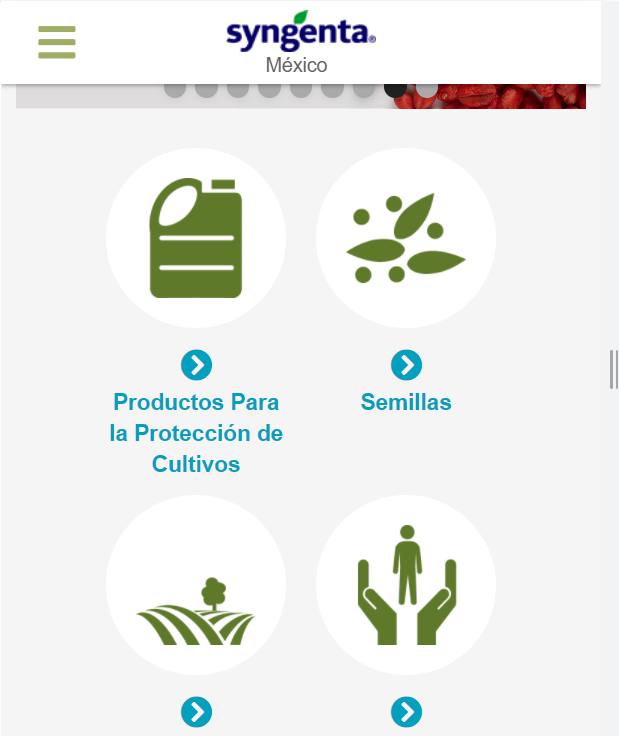 syngenta®
México
Productos Para
la Protección de
Cultivos
Semillas